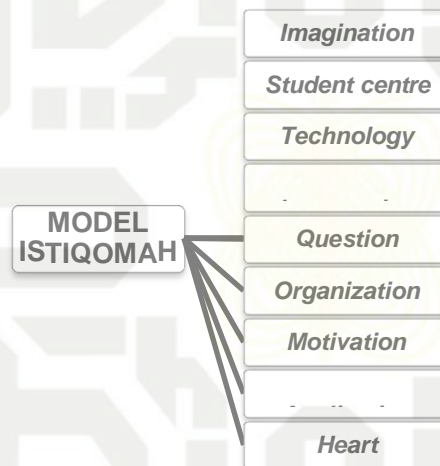 Imagination
Student centre
Technology
MODEL
ISTIQOMAH
Question
Organization
Motivation
Heart